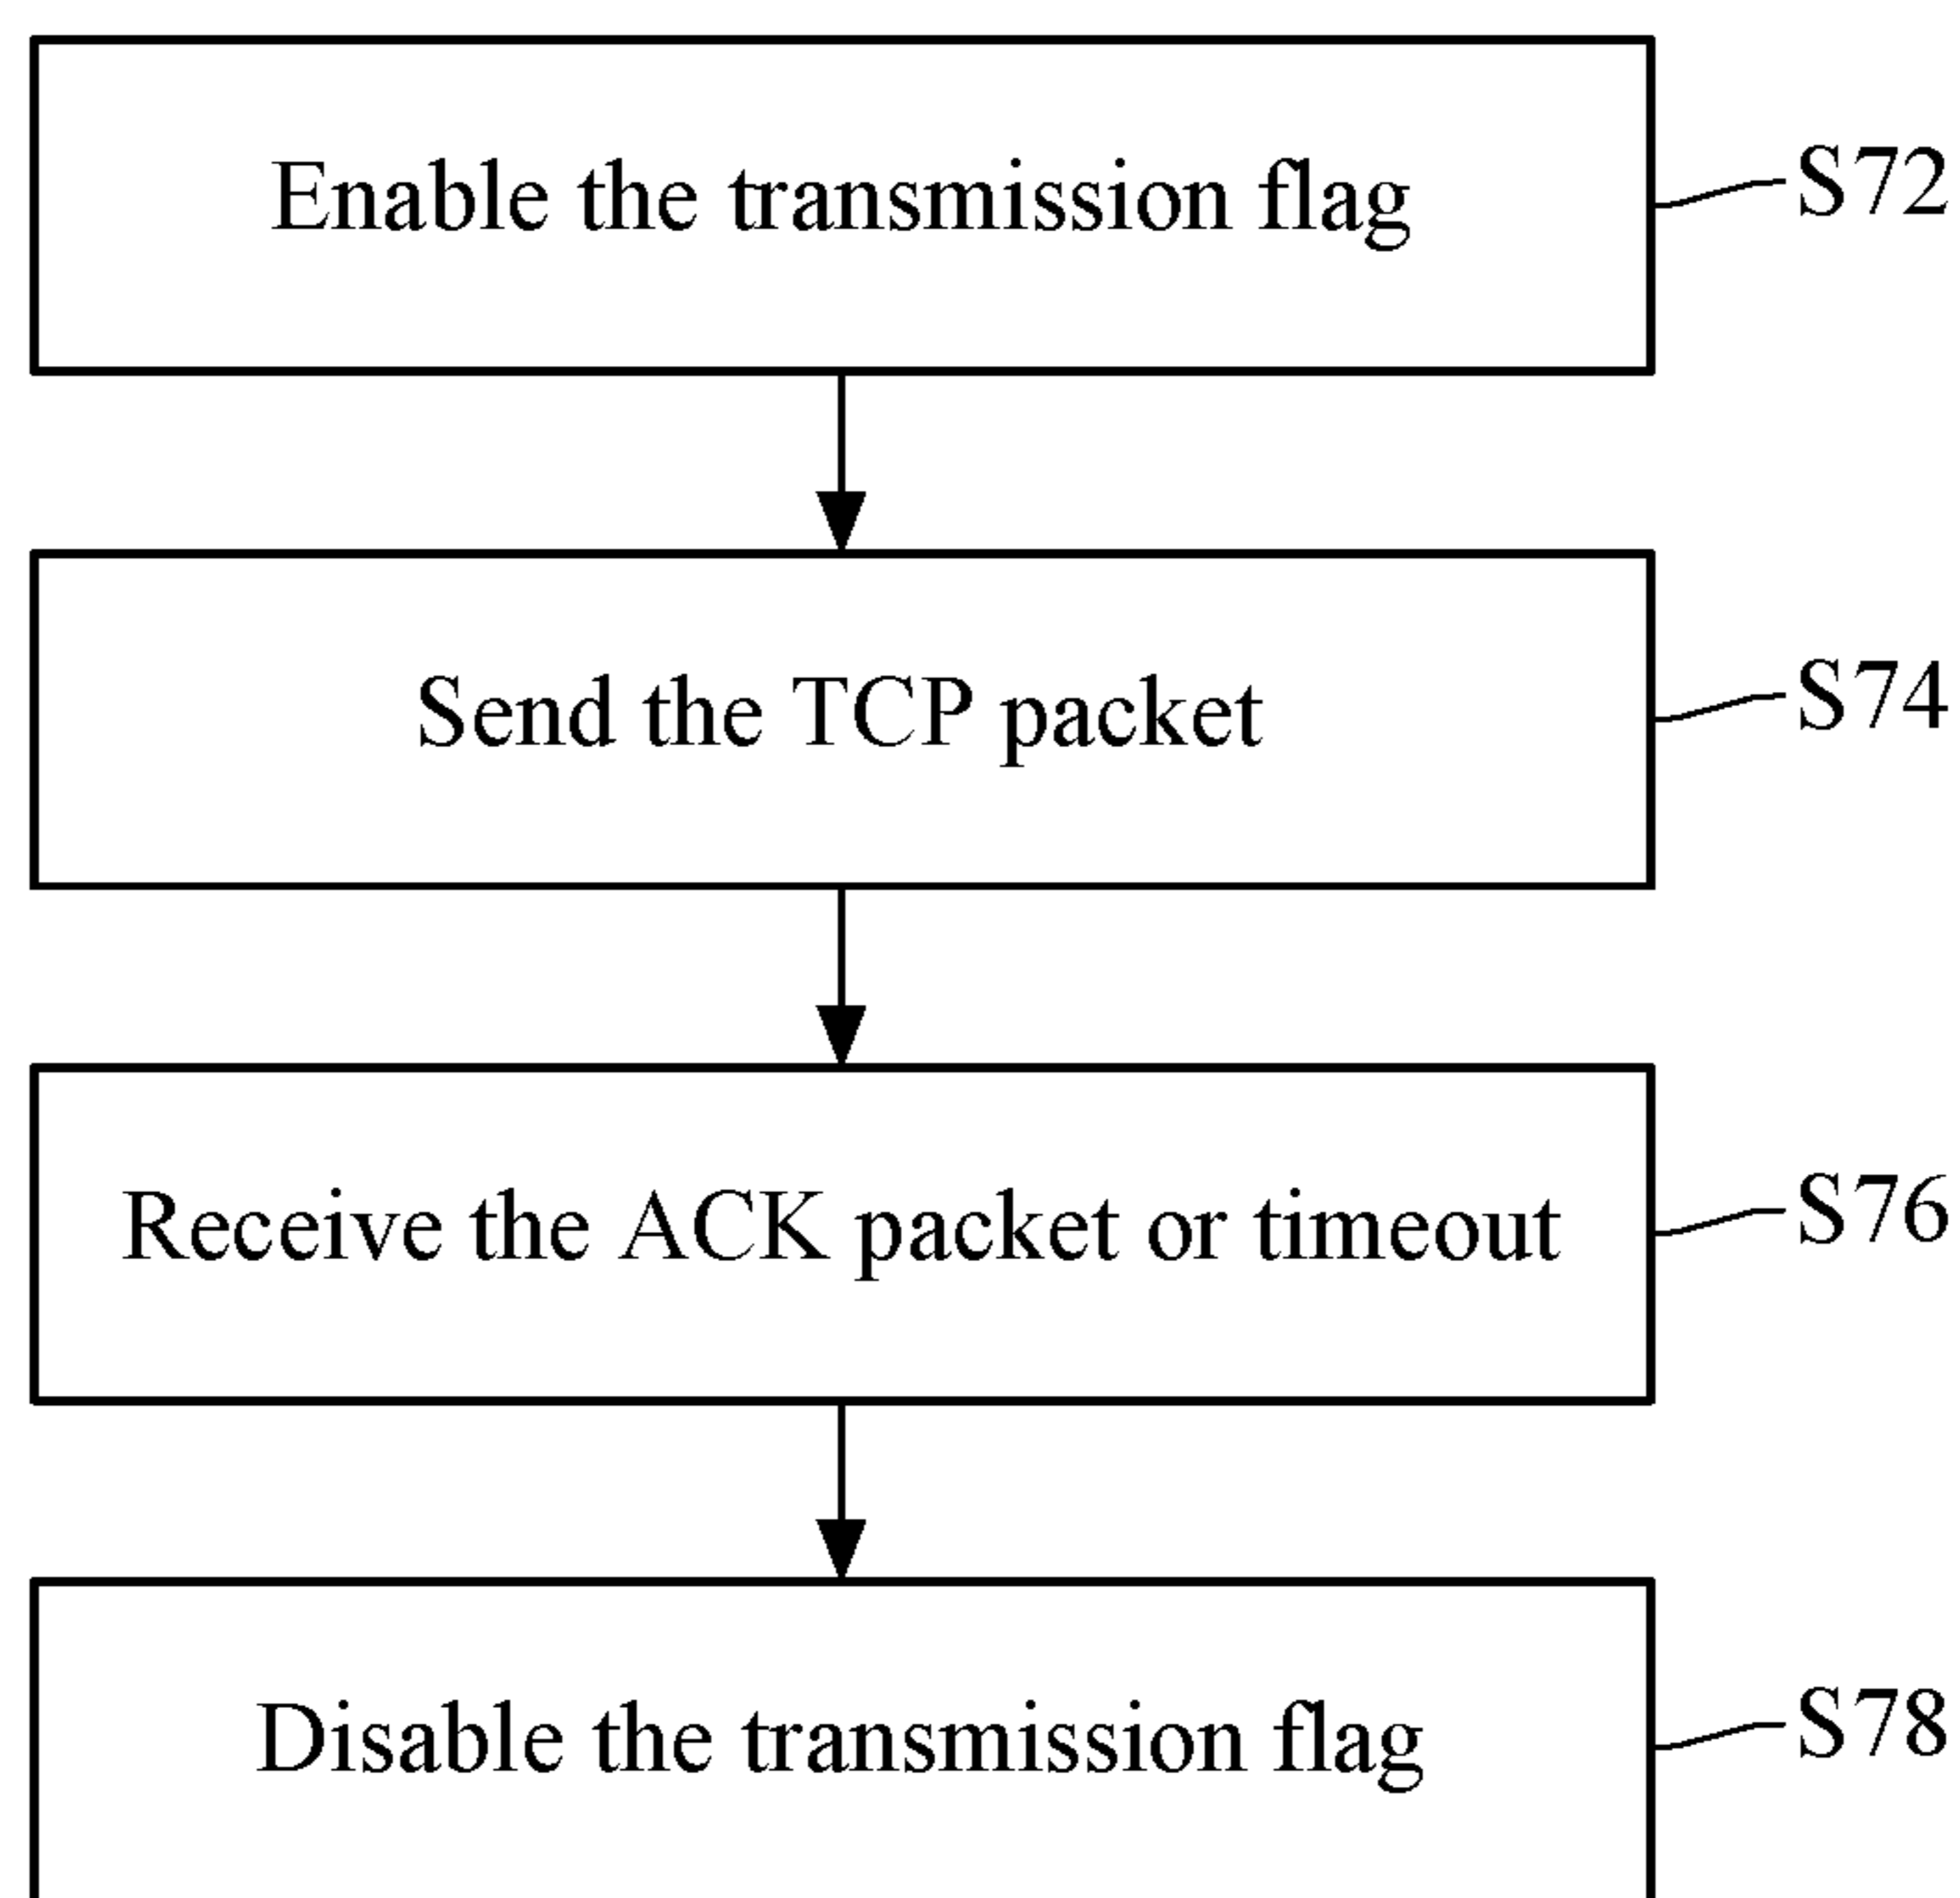 Enable the transmission flag
S72
Send the TCP packet
S74
Receive the ACK packet or timeout
S76
Disable the transmission flag
S78